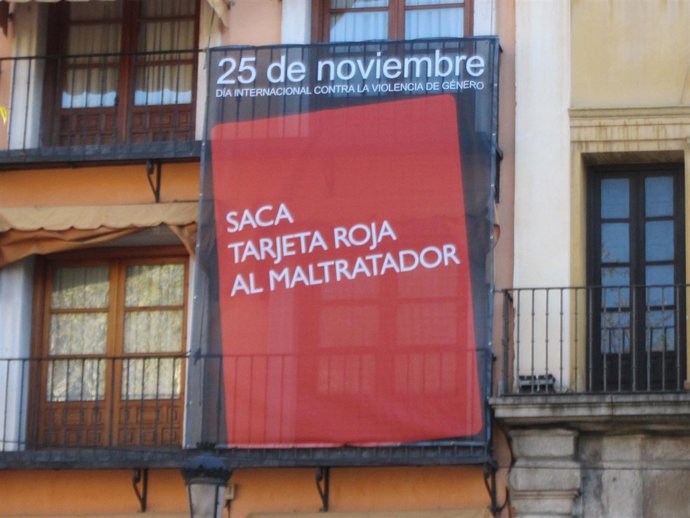 25 de noviembre
DÍA INTERNACIONAL CONTRA LA VIOLENCIA DE GÉNERO
SACA
TARJETA ROJA
AL MALTRATADOR